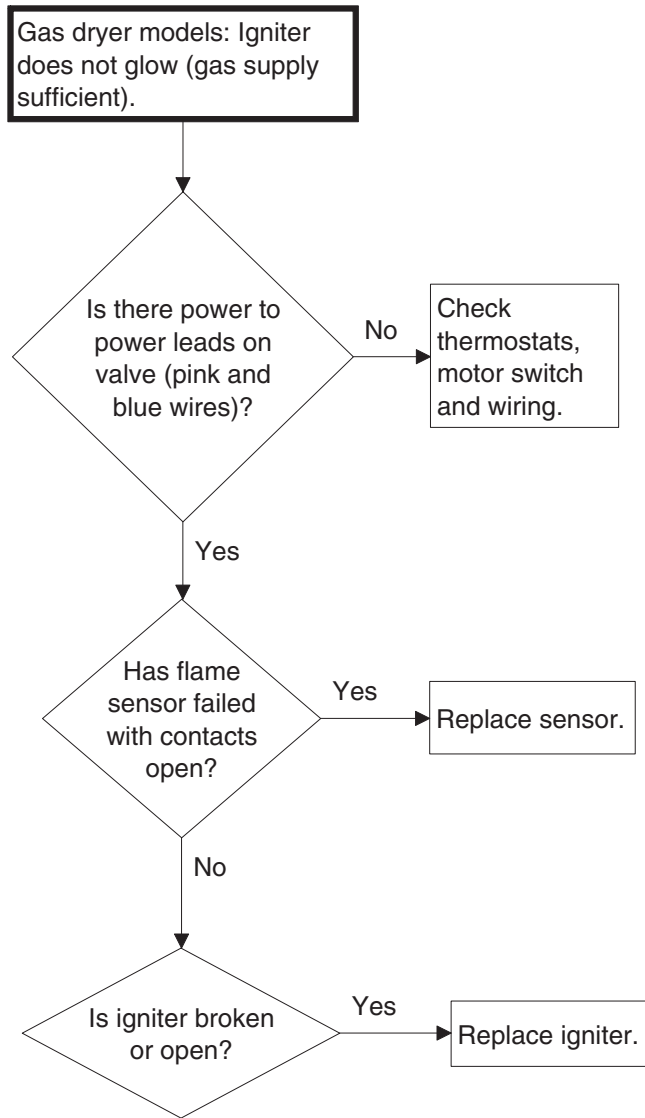 Gas dryer models: Igniter
does not glow (gas supply
sufficient).
Is there power to
power leads on
valve (pink and
blue wires)?
No
Check
thermostats,
motor switch
and wiring.
Yes
Has flame
sensor failed
with contacts
open?
Yes
Replace sensor.
No
Is igniter broken
or open?
Yes
Replace igniter.